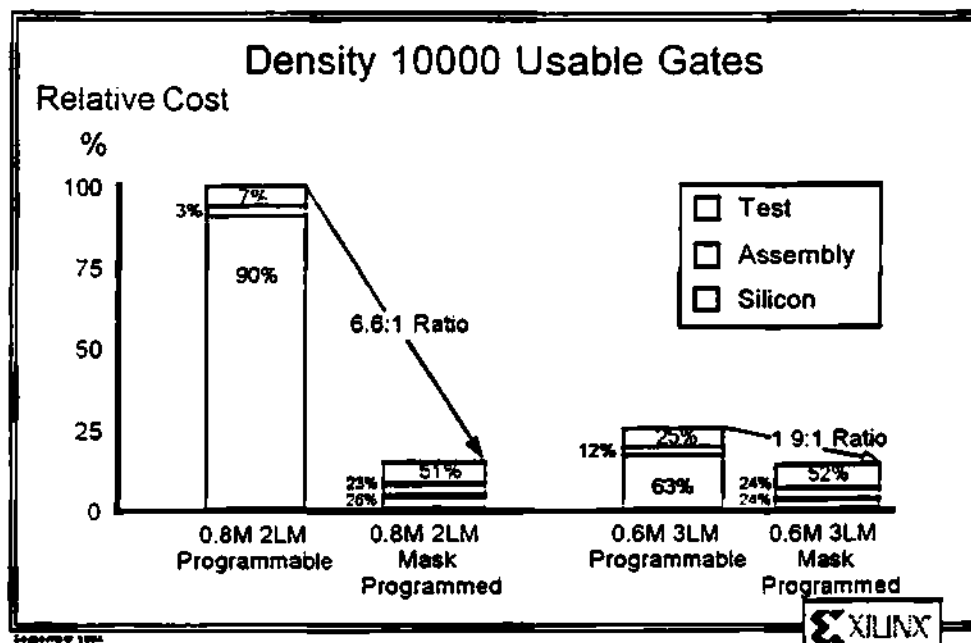 Density 10000 Usable Gates
Relative Cost
%
100
75
50
25
0
7%
3%
90%
6.6:1 Ratio
51%
23%
26%
25%
12%
63%
1 9:1 Ratio
52%
24%
24%
Test
Assembly
Silicon
0.8M 2LM
Programmable
0.8M 2LM
Mask
Programmed
0.6M 3LM
Programmable
0.6M 3LM
Mask
Programmed
XILINX